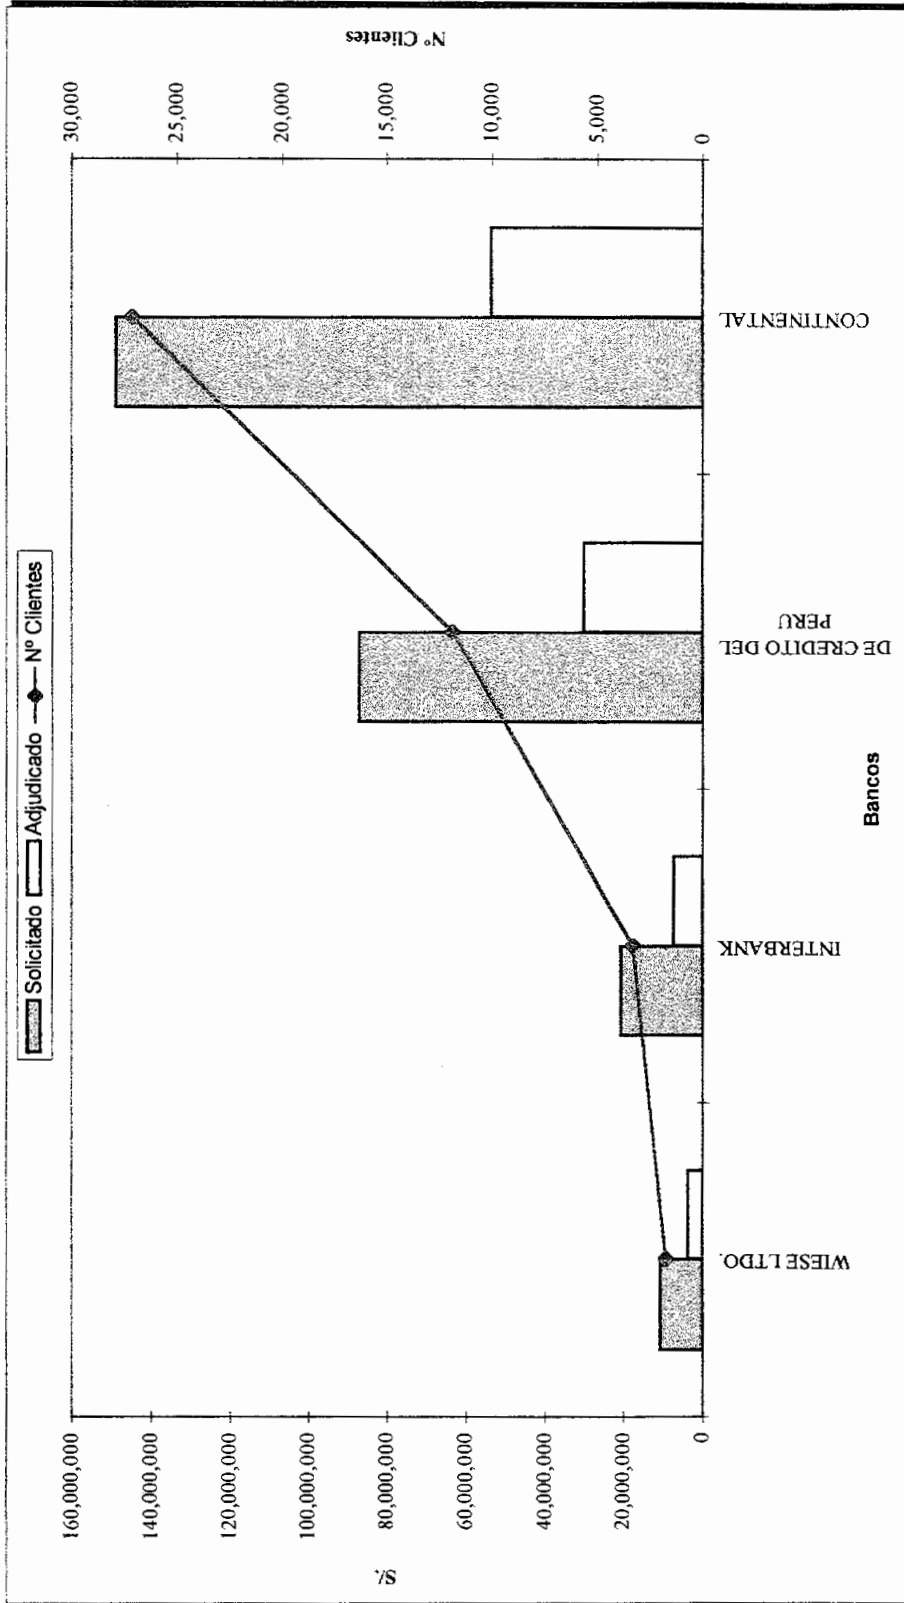 Solicitado Adjudicado Nº Clientes
S/.
160,000,000
140,000,000
120,000,000
100,000,000
80,000,000
60,000,000
40,000,000
20,000,000
0
Nº Clientes
30,000
25,000
20,000
15,000
10,000
5,000
0
WIESE LTDO.
INTERBANK
DE CREDITO DEL
PERU
CONTINENTAL
Bancos